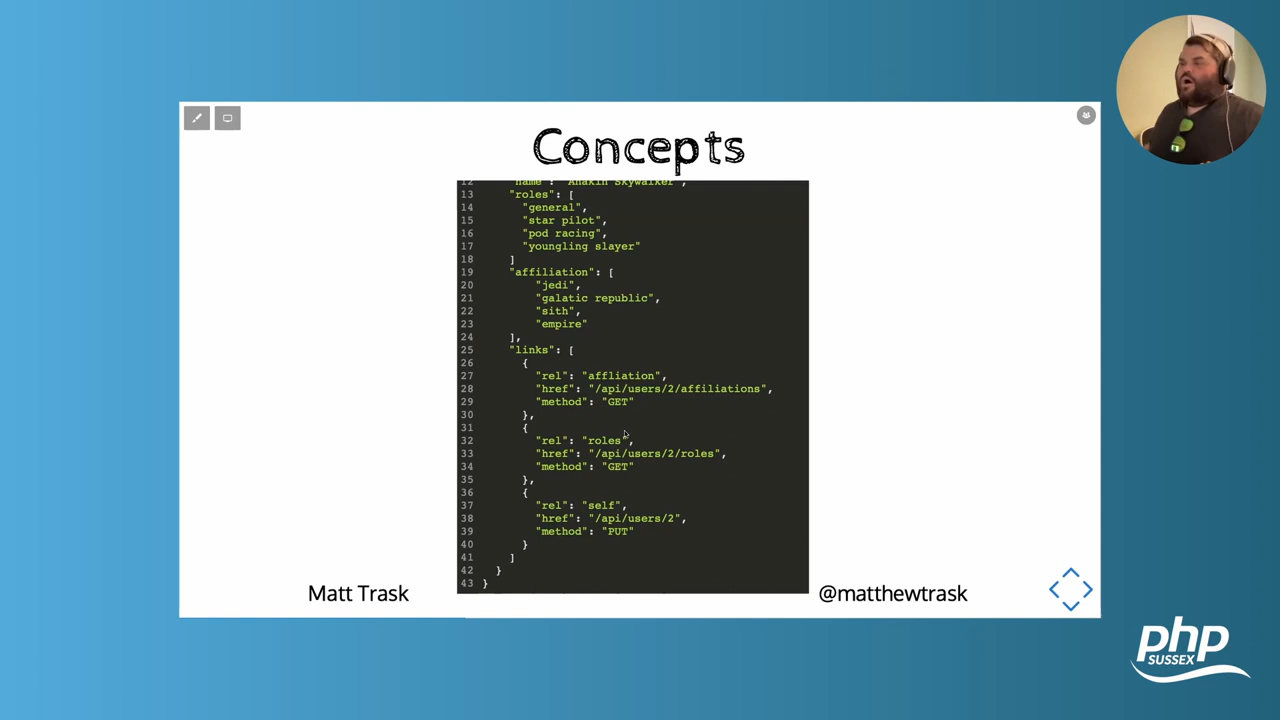 Concepts
12 "name": "Anakin Skywalker",
13 "roles": [
14 "general",
15 "star pilot",
16 "pod racing",
17 "youngling slayer"
18 ]
19 "affiliation": [
20 "jedi",
21 "galatic republic",
22 "sith",
23 "empire"
24 ],
25 "links": [
26 {
27 "rel": "affliation",
28 "href": "/api/users/2/affiliations",
29 "method": "GET"
30 },
31 {
32 "rel": "roles",
33 "href": "/api/users/2/roles",
34 "method": "GET"
35 },
36 {
37 "rel": "self",
38 "href": "/api/users/2",
39 "method": "PUT"
40 }
41 ]
42 }
43 }
Matt Trask
@matthewtrask
php
SUSSEX